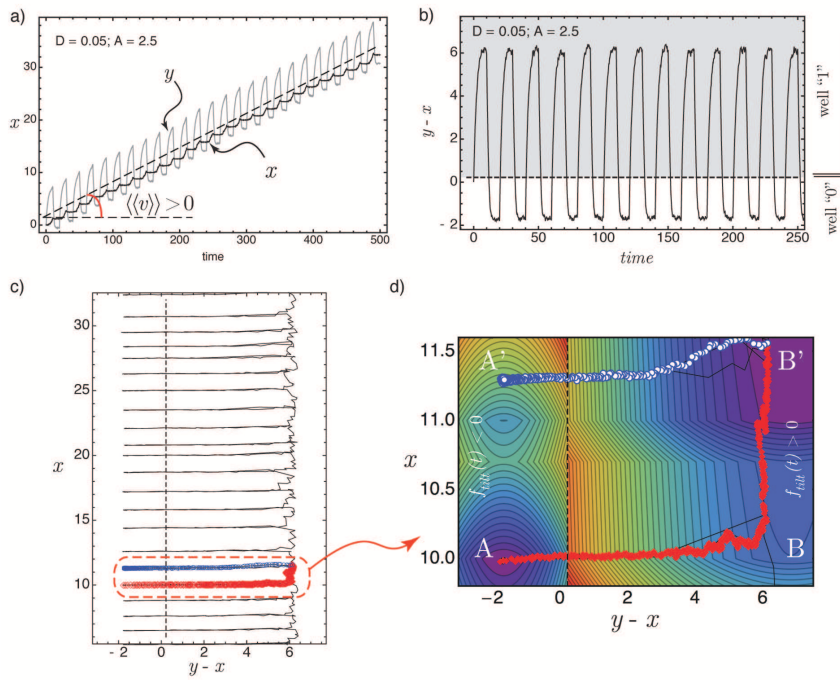 a)
D = 0.05; A = 2.5
y
x
⟨⟨v⟩⟩ > 0
x
30
20
10
0
0
100
200
300
400
500
time
b)
D = 0.05; A = 2.5
y - x
6
4
2
0
- 2
0
50
100
150
200
250
time
well "1"
well "0"
c)
x
30
25
20
15
10
- 2
0
2
4
6
y - x
d)
x
11.5
11.0
10.5
10.0
A'
B'
A
B
f_tilt (t) < 0
f_tilt (t) > 0
−2
0
2
4
6
y - x